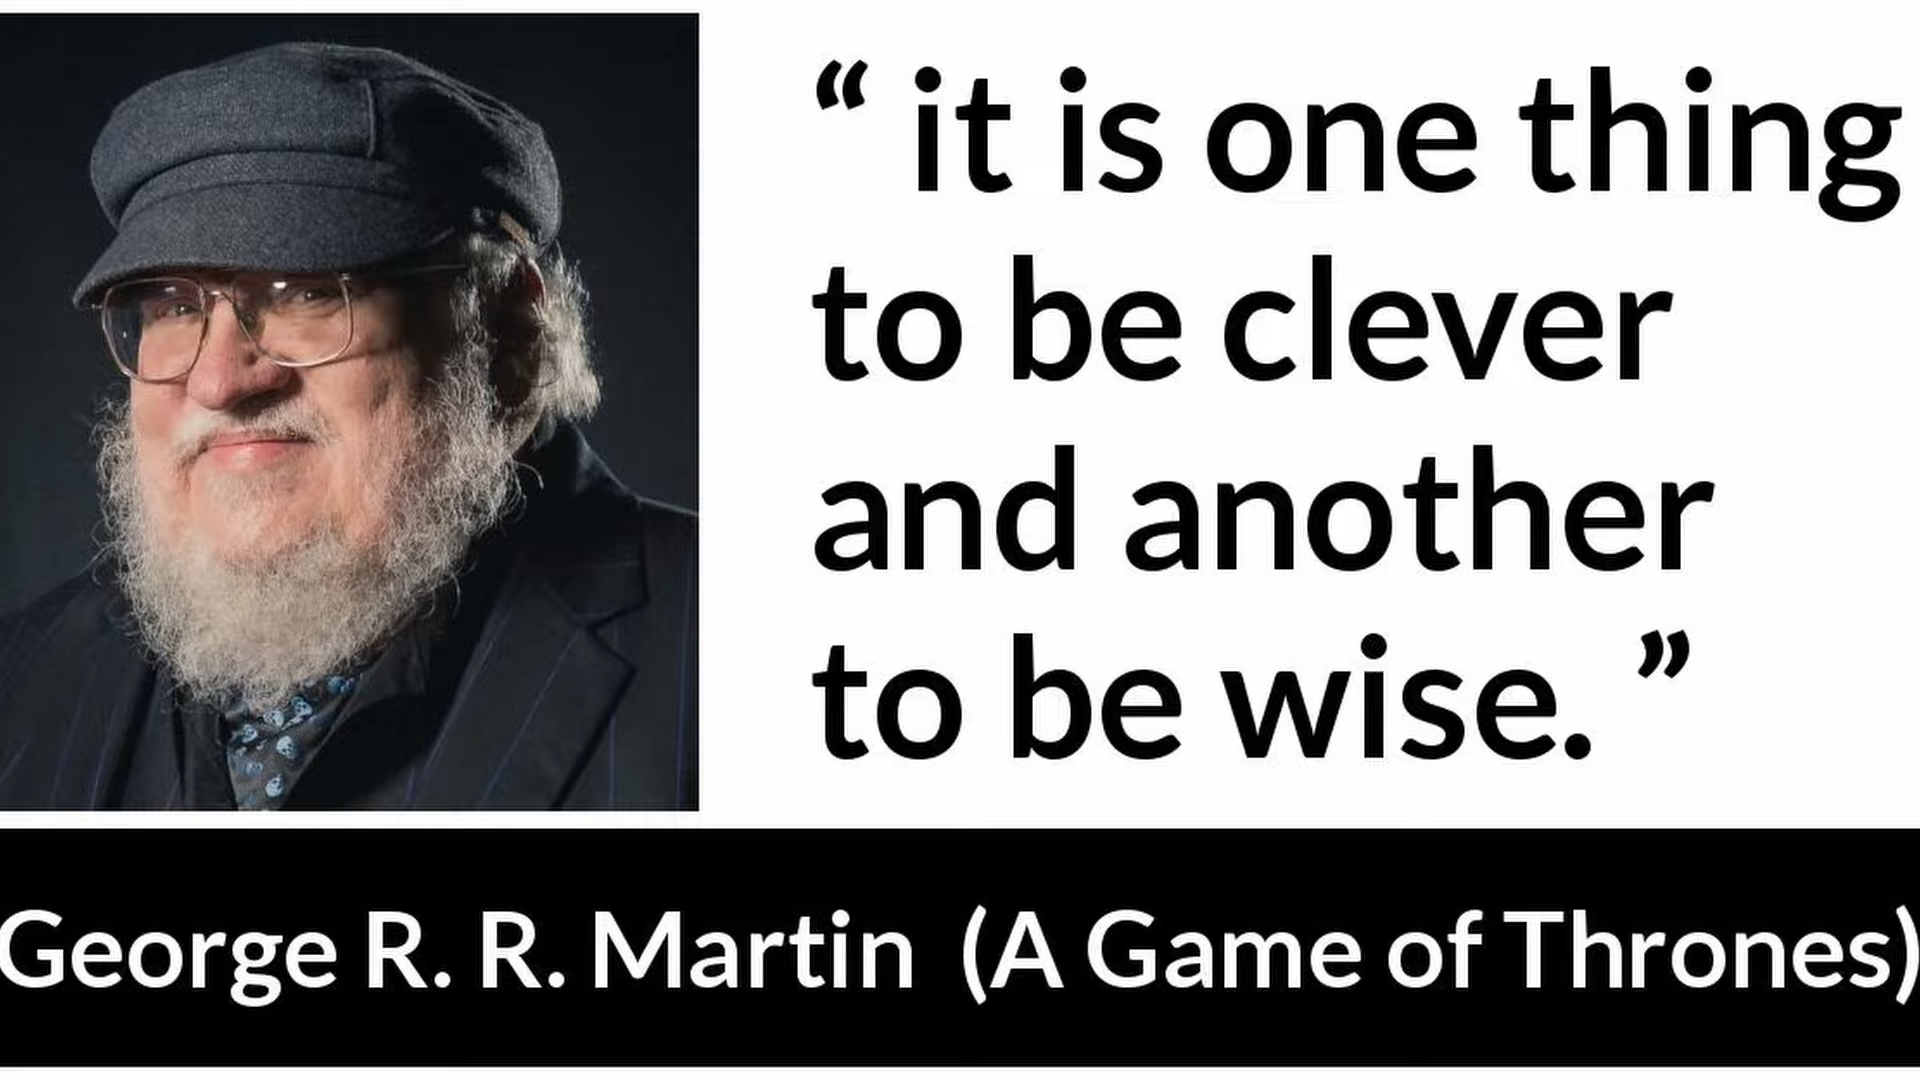 “ it is one thing
to be clever
and another
to be wise. ”
George R. R. Martin (A Game of Thrones)